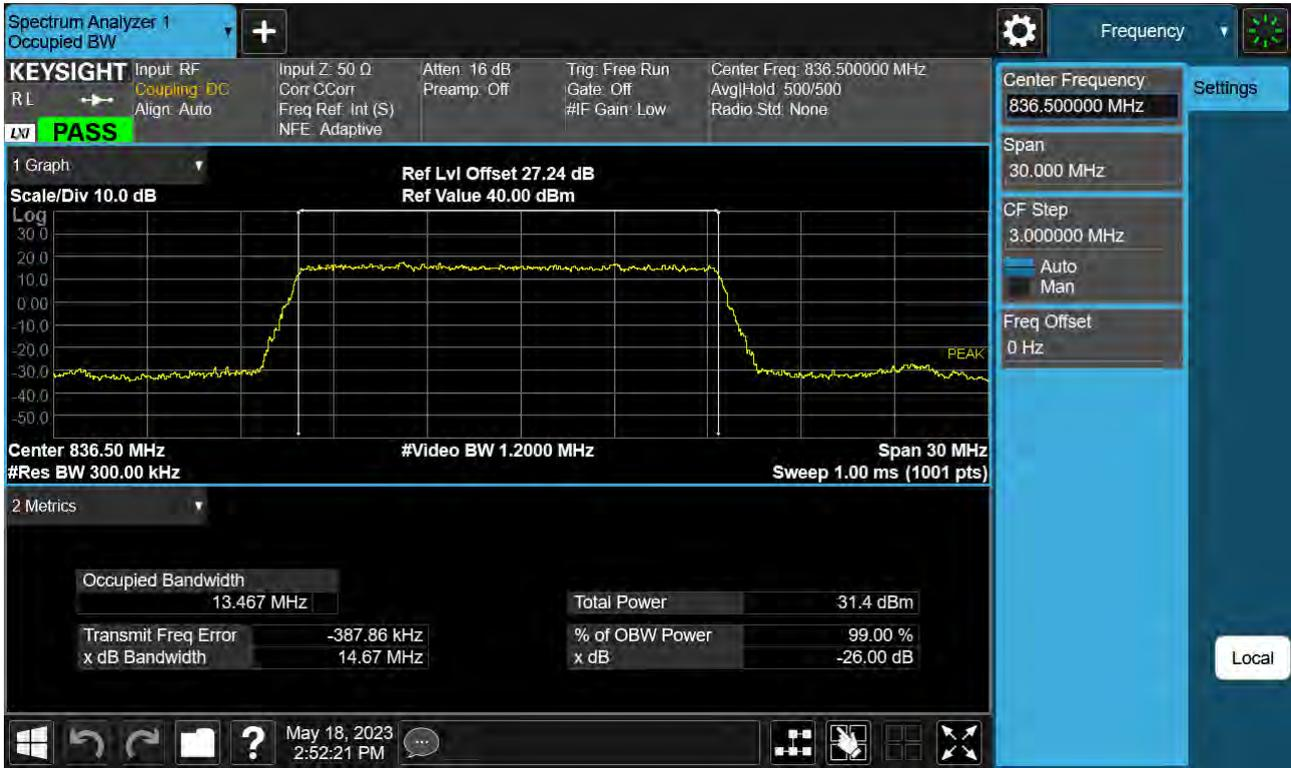 Spectrum Analyzer 1
Occupied BW
+
Frequency
KEYSIGHT
R L
LXI
PASS
Input: RF
Coupling: DC
Align: Auto
Input Z: 50 Ω
Corr CCorr
Freq Ref: Int (S)
NFE: Adaptive
Atten: 16 dB
Preamp: Off
Trig: Free Run
Gate: Off
#IF Gain: Low
Center Freq: 836.500000 MHz
Avg|Hold: 500/500
Radio Std: None
Center Frequency
836.500000 MHz
Settings
Span
30.000 MHz
CF Step
3.000000 MHz
Auto
Man
Freq Offset
0 Hz
Local
1 Graph
Scale/Div 10.0 dB
Ref Lvl Offset 27.24 dB
Ref Value 40.00 dBm
Log
30.0
20.0
10.0
0.00
-10.0
-20.0
-30.0
-40.0
-50.0
PEAK
Center 836.50 MHz
#Res BW 300.00 kHz
#Video BW 1.2000 MHz
Span 30 MHz
Sweep 1.00 ms (1001 pts)
2 Metrics
Occupied Bandwidth
13.467 MHz
Transmit Freq Error -387.86 kHz
x dB Bandwidth 14.67 MHz
Total Power 31.4 dBm
% of OBW Power 99.00 %
x dB -26.00 dB
?
May 18, 2023
2:52:21 PM